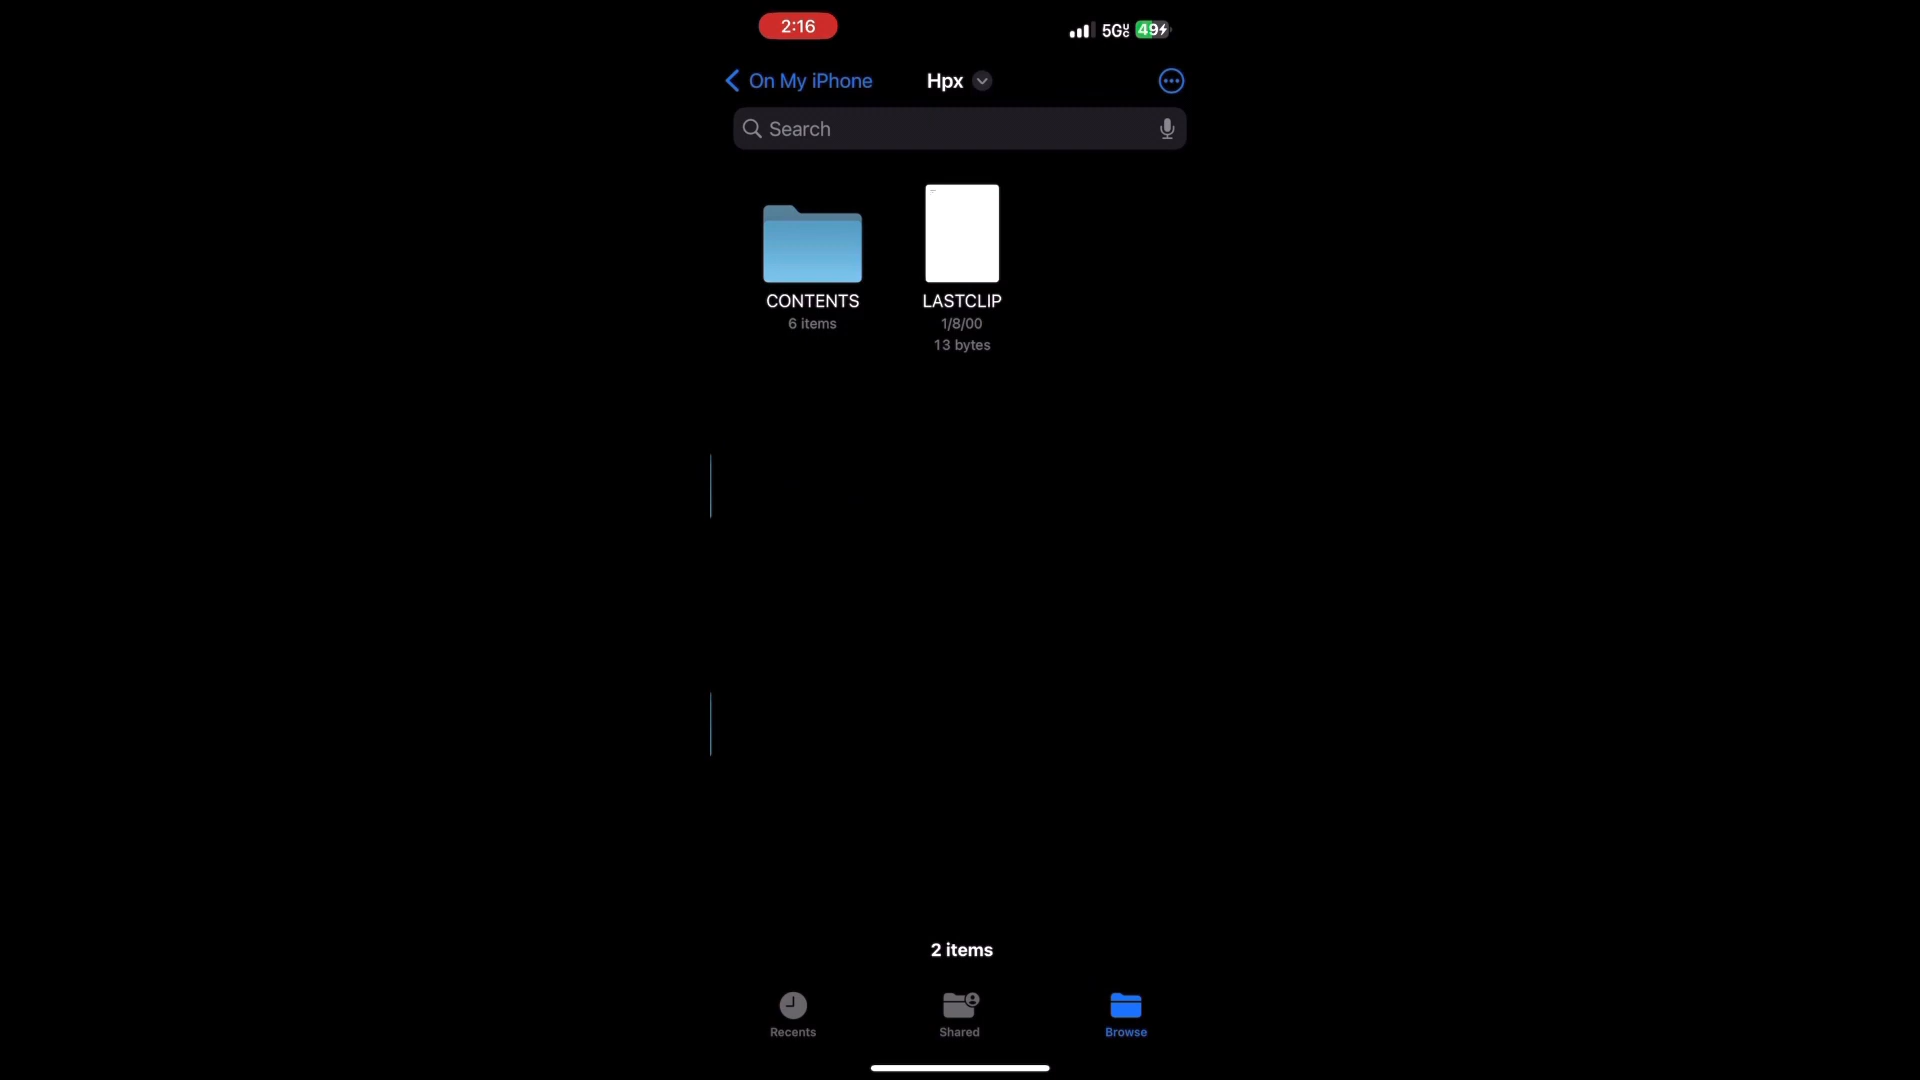 2:16
5G UC 49
On My iPhone
Hpx
Search
CONTENTS
6 items
LASTCLIP
1/8/00
13 bytes
2 items
Recents
Shared
Browse